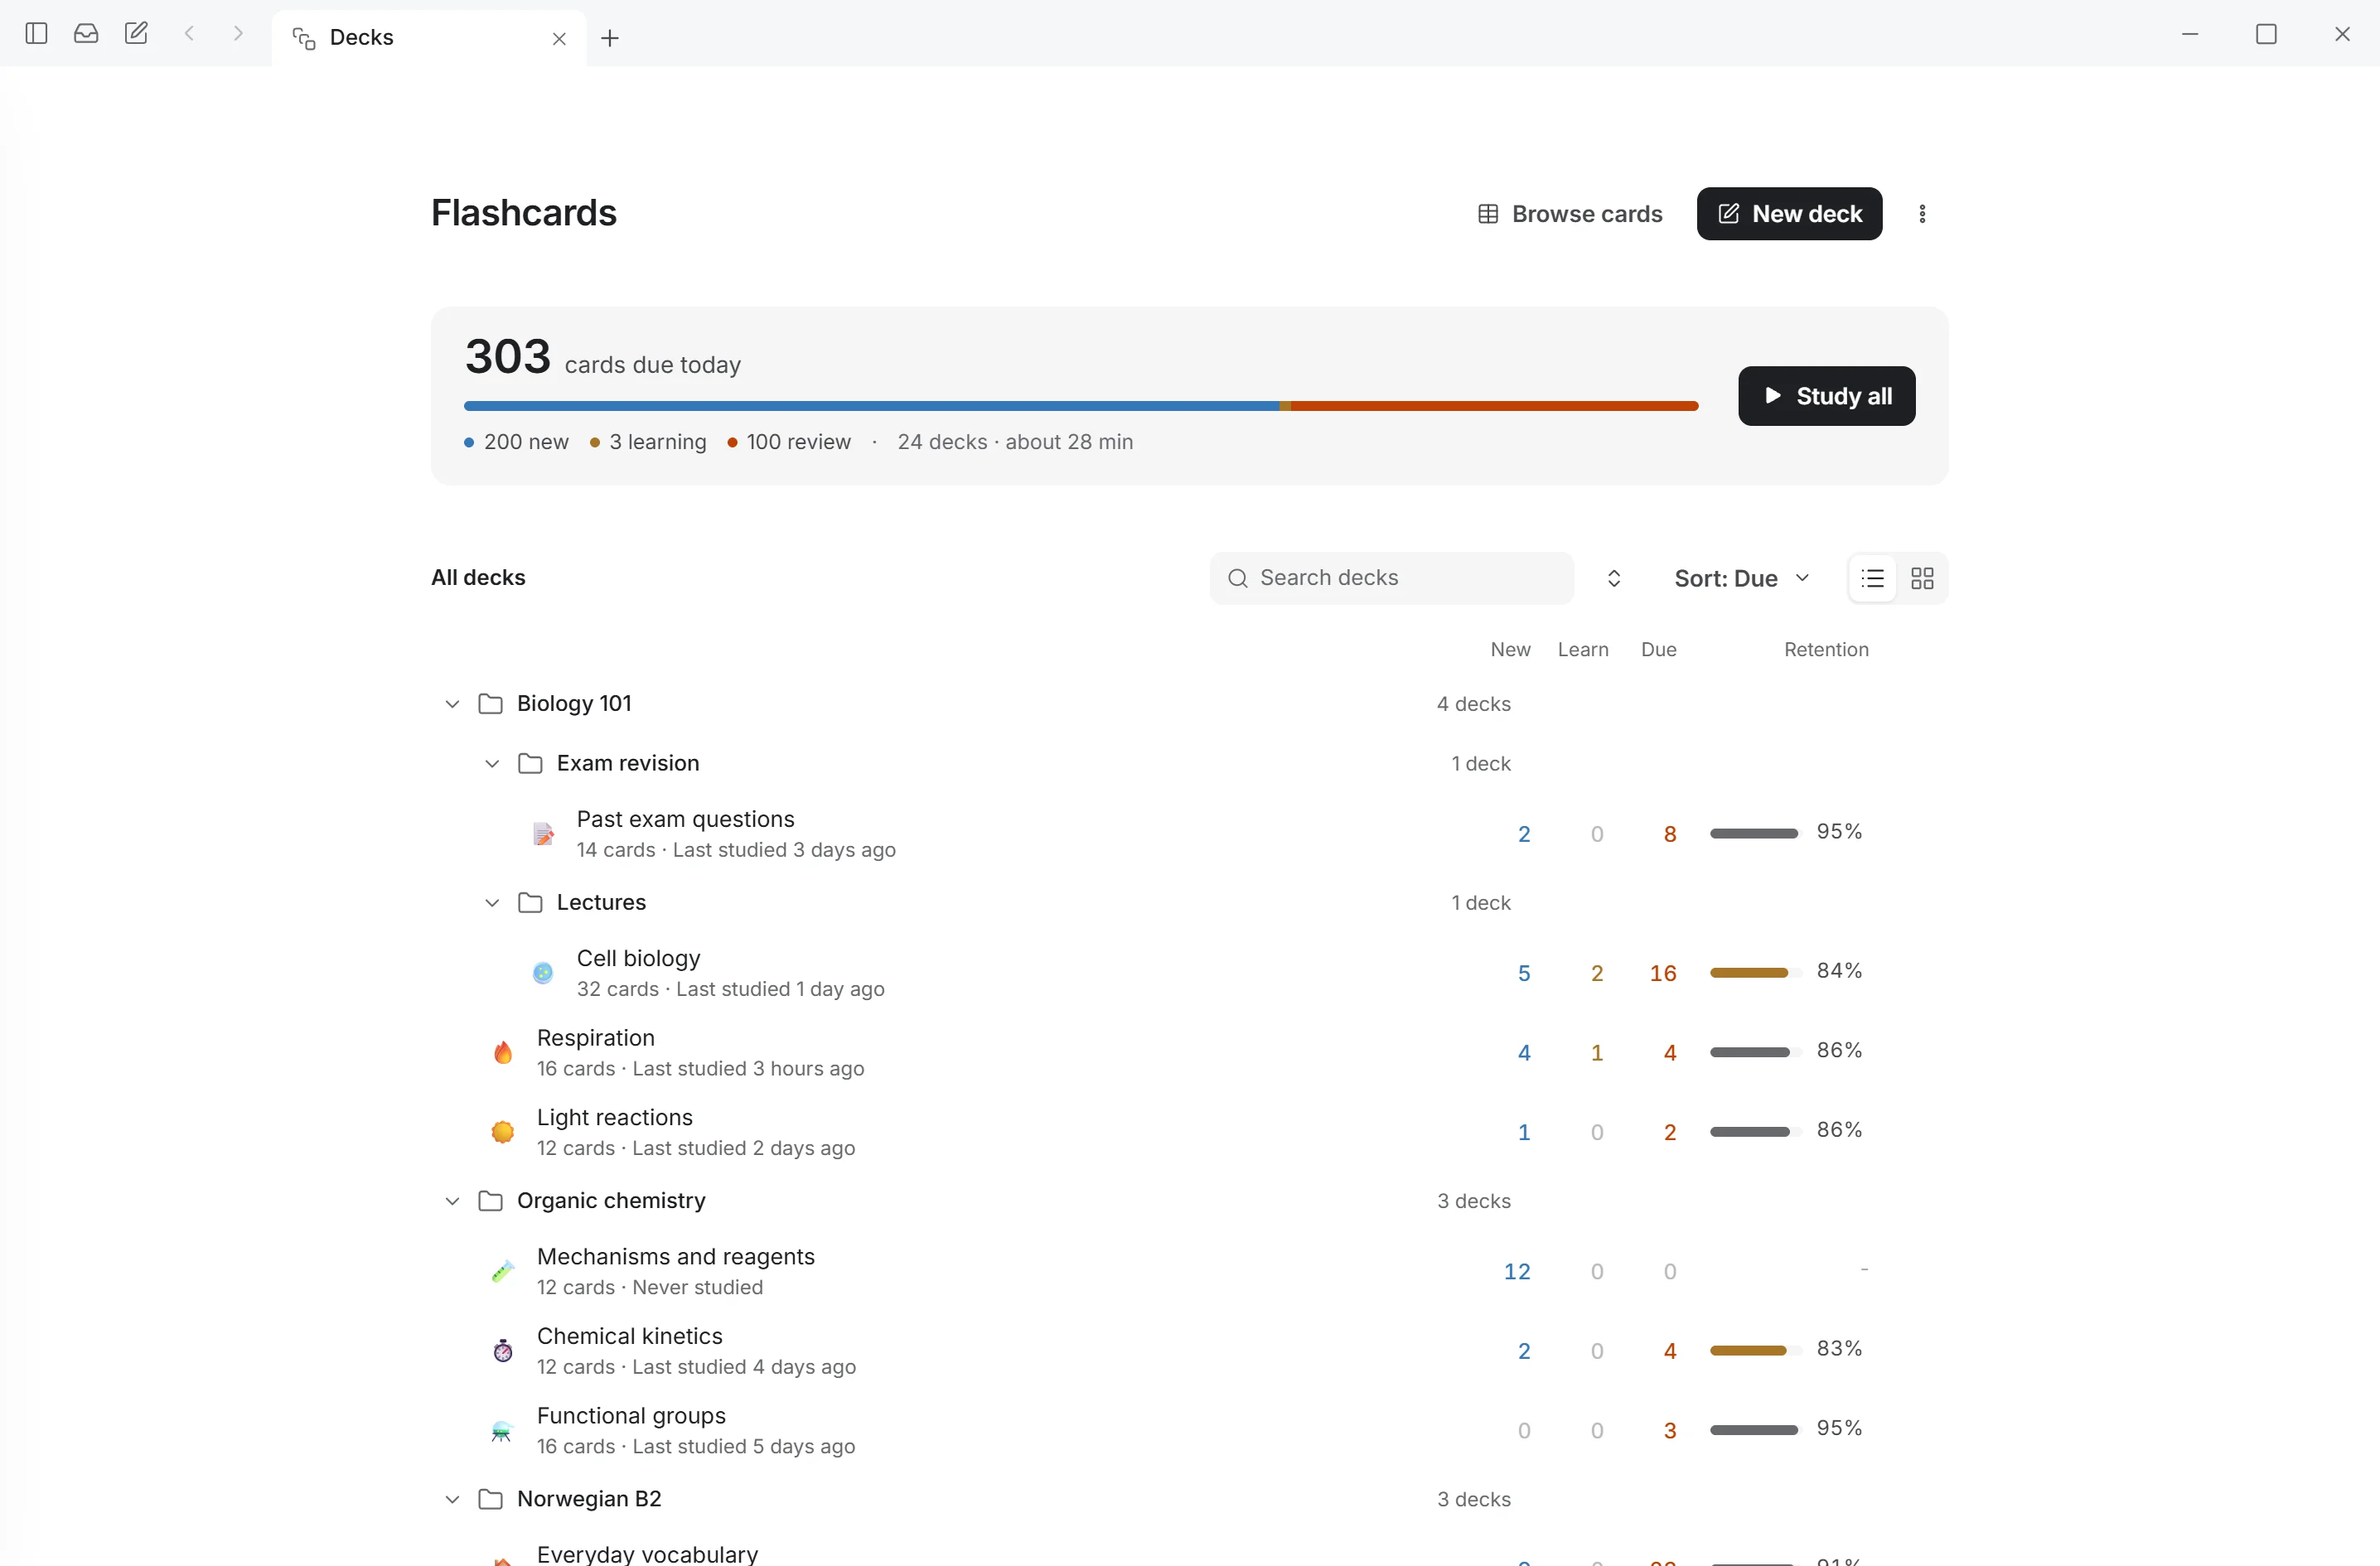 Decks
Flashcards
Browse cards
New deck
303 cards due today
Study all
200 new 3 learning 100 review · 24 decks · about 28 min
All decks
Search decks
Sort: Due
New Learn Due Retention
Biology 101 4 decks
Exam revision 1 deck
Past exam questions
14 cards · Last studied 3 days ago
2 0 8 95%
Lectures 1 deck
Cell biology
32 cards · Last studied 1 day ago
5 2 16 84%
Respiration
16 cards · Last studied 3 hours ago
4 1 4 86%
Light reactions
12 cards · Last studied 2 days ago
1 0 2 86%
Organic chemistry 3 decks
Mechanisms and reagents
12 cards · Never studied
12 0 0 -
Chemical kinetics
12 cards · Last studied 4 days ago
2 0 4 83%
Functional groups
16 cards · Last studied 5 days ago
0 0 3 95%
Norwegian B2 3 decks
Everyday vocabulary